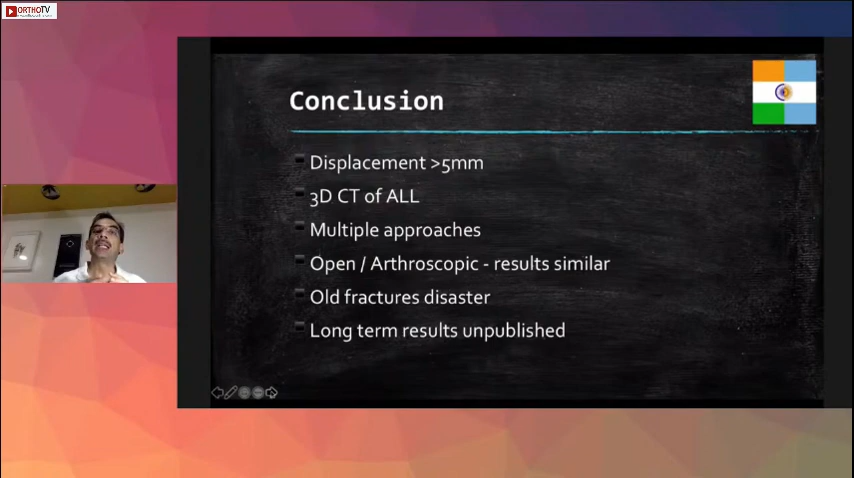 ORTHOTV
Conclusion
Displacement >5mm
3D CT of ALL
Multiple approaches
Open / Arthroscopic - results similar
Old fractures disaster
Long term results unpublished